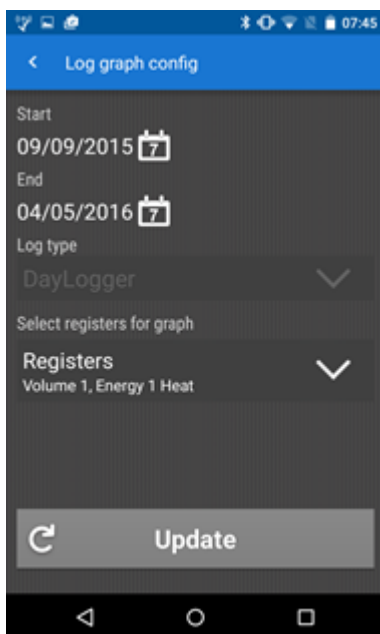 07:45
Log graph config
Start
09/09/2015 7
End
04/05/2016 7
Log type
DayLogger
Select registers for graph
Registers
Volume 1, Energy 1 Heat
Update